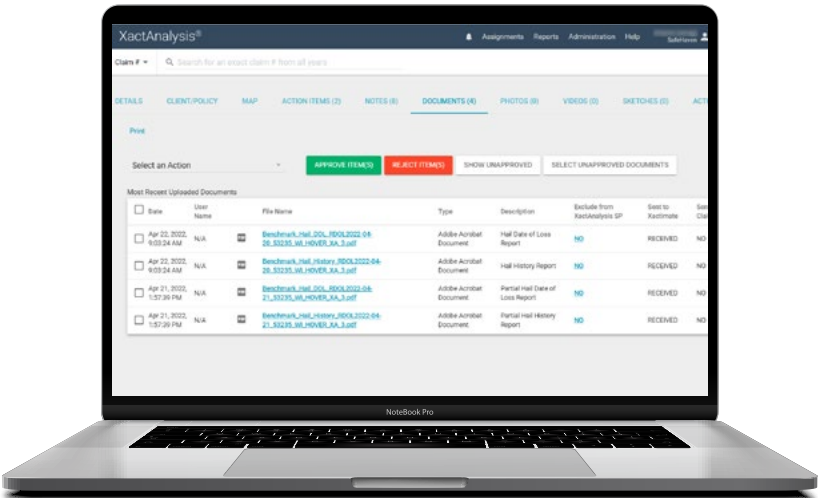 XactAnalysis®
Assignments Reports Administration Help
SafeHaven
Claim # Search for an exact claim # from all years
DETAILS CLIENT/POLICY MAP ACTION ITEMS (2) NOTES (8) DOCUMENTS (4) PHOTOS (9) VIDEOS (0) SKETCHES (0) ACTI
Print
Select an Action APPROVE ITEM(S) REJECT ITEM(S) SHOW UNAPPROVED SELECT UNAPPROVED DOCUMENTS
Most Recent Uploaded Documents
Date User Name File Name Type Description Exclude from XactAnalysis SP Sent to Xactimate
Apr 22, 2022, N/A Benchmark_Hail_DOL_RDOL2022-04- Adobe Acrobat Hail Date of Loss NO RECEIVED NO
9:03:24 AM 20_53235_WI_HOVER_XA_3.pdf Document Report
Apr 22, 2022, N/A Benchmark_Hail_History_RDOL2022-04- Adobe Acrobat Hail History Report NO RECEIVED NO
9:03:24 AM 20_53235_WI_HOVER_XA_3.pdf Document
Apr 21, 2022, N/A Benchmark_Hail_DOL_RDOL2022-04- Adobe Acrobat Partial Hail Date of NO RECEIVED NO
1:57:39 PM 21_53235_WI_HOVER_XA_3.pdf Document Loss Report
Apr 21, 2022, N/A Benchmark_Hail_History_RDOL2022-04- Adobe Acrobat Partial Hail History NO RECEIVED NO
1:57:39 PM 21_53235_WI_HOVER_XA_3.pdf Document Report
NoteBook Pro